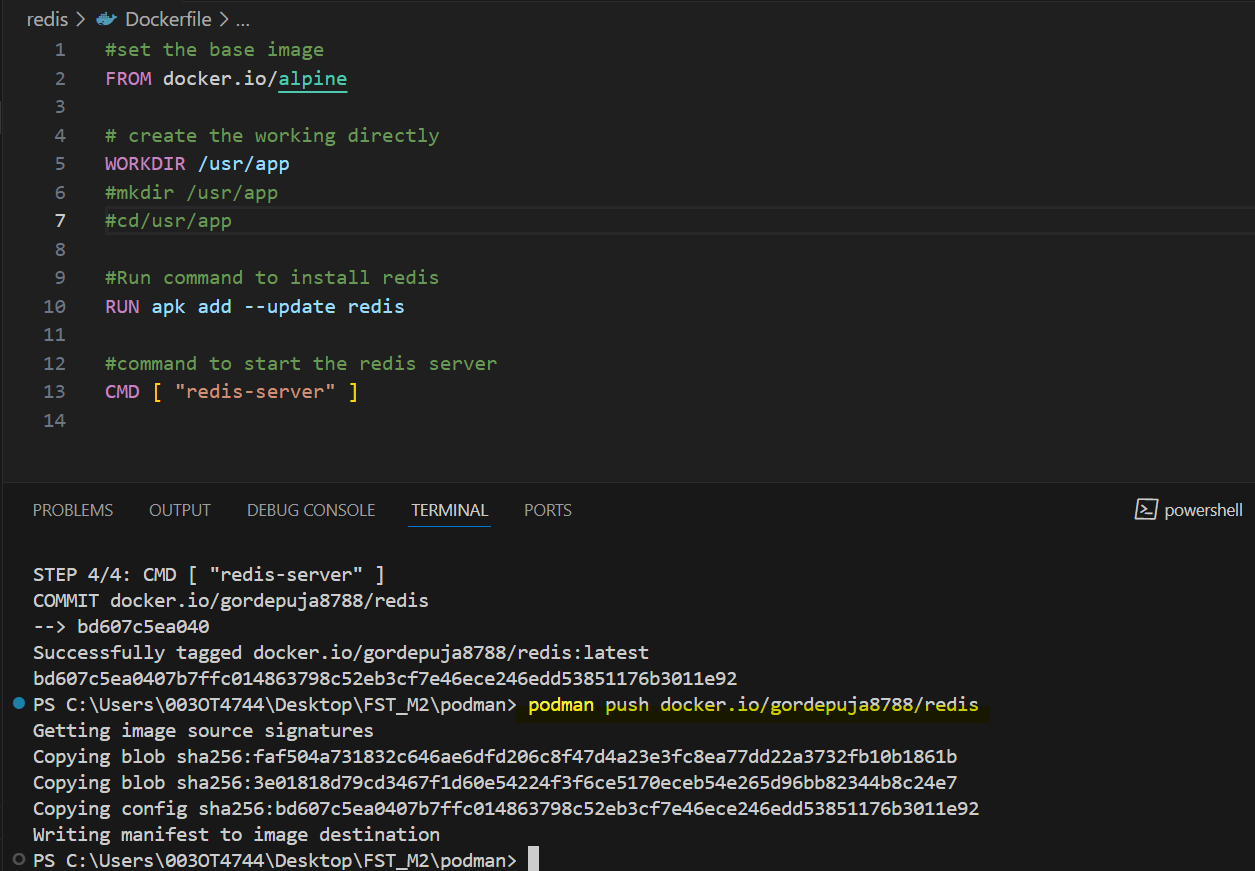 redis > Dockerfile > ...
1 #set the base image
2 FROM docker.io/alpine
3
4 # create the working directly
5 WORKDIR /usr/app
6 #mkdir /usr/app
7 #cd/usr/app
8
9 #Run command to install redis
10 RUN apk add --update redis
11
12 #command to start the redis server
13 CMD [ "redis-server" ]
14
PROBLEMS OUTPUT DEBUG CONSOLE TERMINAL PORTS powershell
STEP 4/4: CMD [ "redis-server" ]
COMMIT docker.io/gordepuja8788/redis
--> bd607c5ea040
Successfully tagged docker.io/gordepuja8788/redis:latest
bd607c5ea0407b7ffc014863798c52eb3cf7e46ece246edd53851176b3011e92
PS C:\Users\003OT4744\Desktop\FST_M2\podman> podman push docker.io/gordepuja8788/redis
Getting image source signatures
Copying blob sha256:faf504a731832c646ae6dfd206c8f47d4a23e3fc8ea77dd22a3732fb10b1861b
Copying blob sha256:3e01818d79cd3467f1d60e54224f3f6ce5170eceb54e265d96bb82344b8c24e7
Copying config sha256:bd607c5ea0407b7ffc014863798c52eb3cf7e46ece246edd53851176b3011e92
Writing manifest to image destination
PS C:\Users\003OT4744\Desktop\FST_M2\podman>